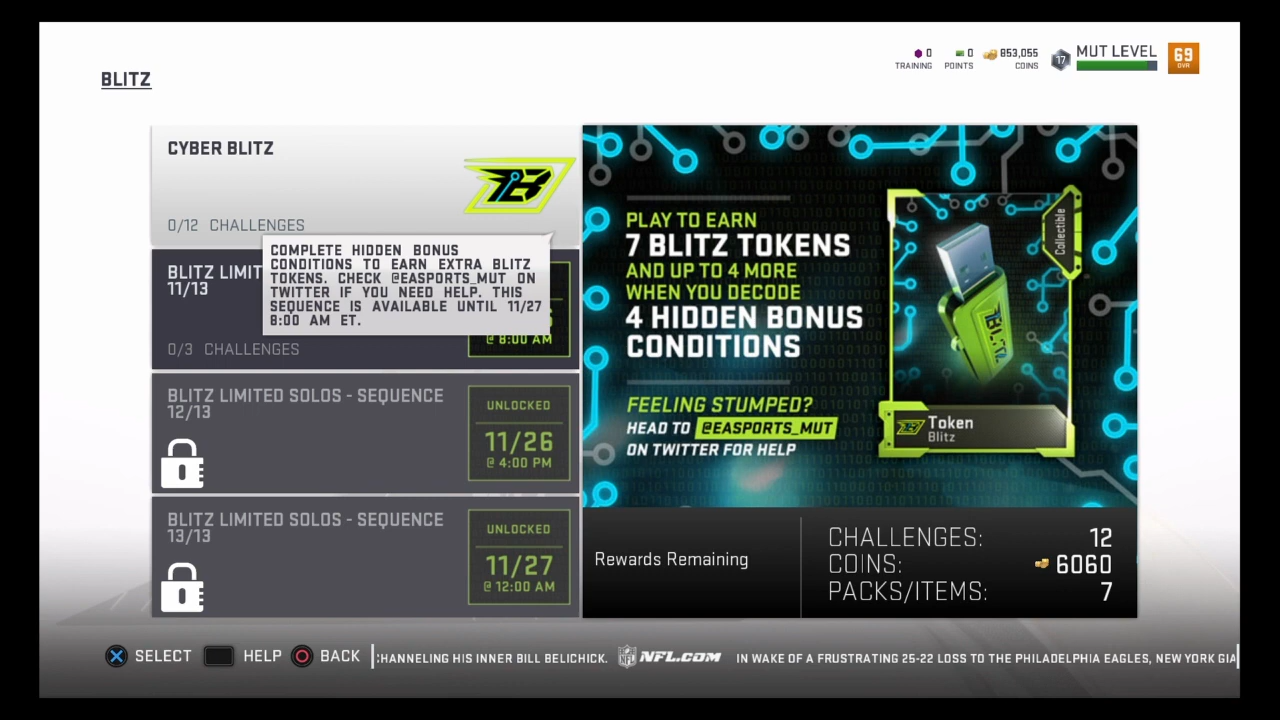 BLITZ
0
TRAINING
0
POINTS
853,055
COINS
17
MUT LEVEL
69
OVR
CYBER BLITZ
0/12 CHALLENGES
COMPLETE HIDDEN BONUS
CONDITIONS TO EARN EXTRA BLITZ
TOKENS. CHECK @EASPORTS_MUT ON
TWITTER IF YOU NEED HELP. THIS
SEQUENCE IS AVAILABLE UNTIL 11/27
8:00 AM ET.
BLITZ LIMIT
11/13
@ 8:00 AM
0/3 CHALLENGES
BLITZ LIMITED SOLOS - SEQUENCE
12/13
UNLOCKED
11/26
@ 4:00 PM
BLITZ LIMITED SOLOS - SEQUENCE
13/13
UNLOCKED
11/27
@ 12:00 AM
PLAY TO EARN
7 BLITZ TOKENS
AND UP TO 4 MORE
WHEN YOU DECODE
4 HIDDEN BONUS
CONDITIONS
FEELING STUMPED?
HEAD TO @EASPORTS_MUT
ON TWITTER FOR HELP
Collectible
BLITZ
Token
Blitz
Rewards Remaining
CHALLENGES: 12
COINS: 6060
PACKS/ITEMS: 7
SELECT HELP BACK
:HANNELING HIS INNER BILL BELICHICK. NFL NFL.COM IN WAKE OF A FRUSTRATING 25-22 LOSS TO THE PHILADELPHIA EAGLES, NEW YORK GIA